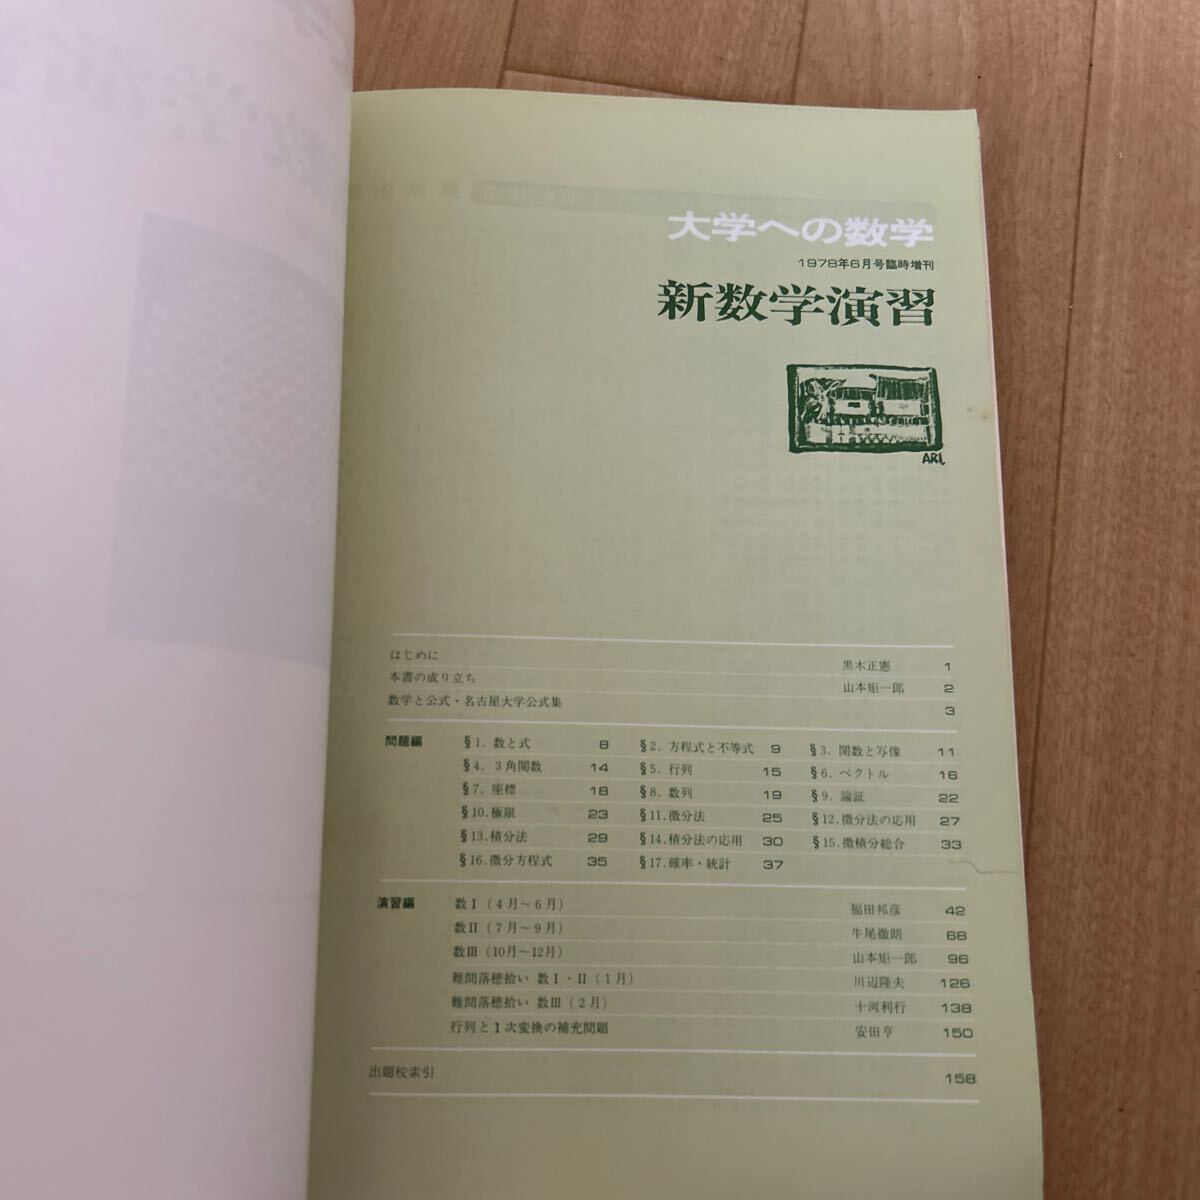 大学への数学
1978年6月号臨時増刊
新数学演習
ARI
はじめに 黒木正憲 1
本書の成り立ち 山本矩一郎 2
数学と公式・名古屋大学公式集 3
問題編 §1. 数と式 8 §2. 方程式と不等式 9 §3. 関数と写像 11
§4. 3角関数 14 §5. 行列 15 §6. ベクトル 16
§7. 座標 18 §8. 数列 19 §9. 論証 22
§10. 極限 23 §11. 微分法 25 §12. 微分法の応用 27
§13. 積分法 29 §14. 積分法の応用 30 §15. 微積分総合 33
§16. 微分方程式 35 §17. 確率・統計 37
演習編 数Ⅰ(4月～6月) 福田邦彦 42
数Ⅱ(7月～9月) 牛尾徹朗 68
数Ⅲ(10月～12月) 山本矩一郎 96
難問落穂拾い 数Ⅰ・Ⅱ(1月) 川辺隆夫 126
難問落穂拾い 数Ⅲ(2月) 十河利行 138
行列と1次変換の補充問題 安田亨 150
出題校索引 158